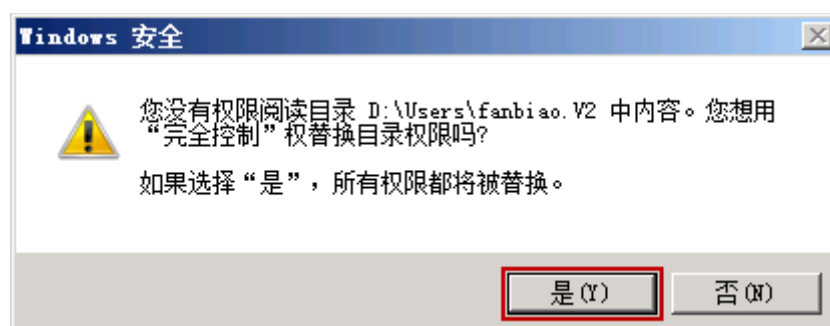 Windows 安全
您没有权限阅读目录 D:\Users\fanbiao.V2 中内容。您想用
“完全控制”权替换目录权限吗?
如果选择“是”，所有权限都将被替换。
是(Y)
否(N)